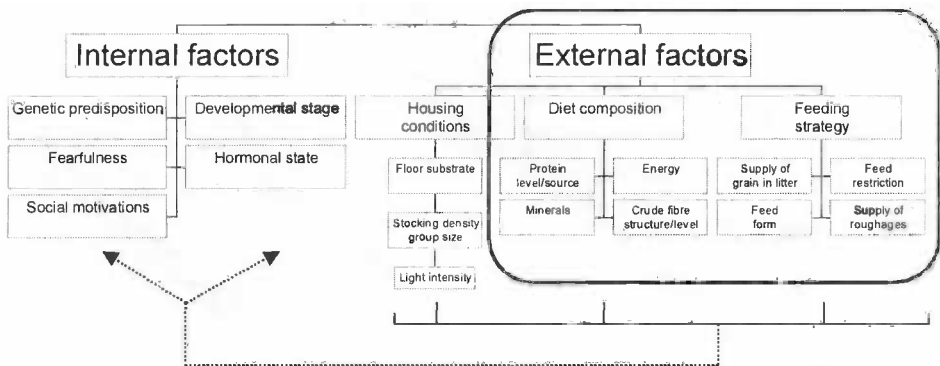 Internal factors
External factors
Genetic predisposition
Developmental stage
Fearfulness
Hormonal state
Social motivations
Housing
conditions
Floor substrate
Stocking density
group size
Light intensity
Diet composition
Protein
level/source
Energy
Minerals
Crude fibre
structure/level
Feeding
strategy
Supply of
grain in litter
Feed
restriction
Feed
form
Supply of
roughages